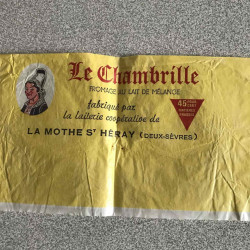 Le Chambrille
FROMAGE AU LAIT DE MÉLANGE
fabriqué par
la laiterie coopérative de
45
LA MOTHE St HÉRAY (DEUX-SÈVRES)